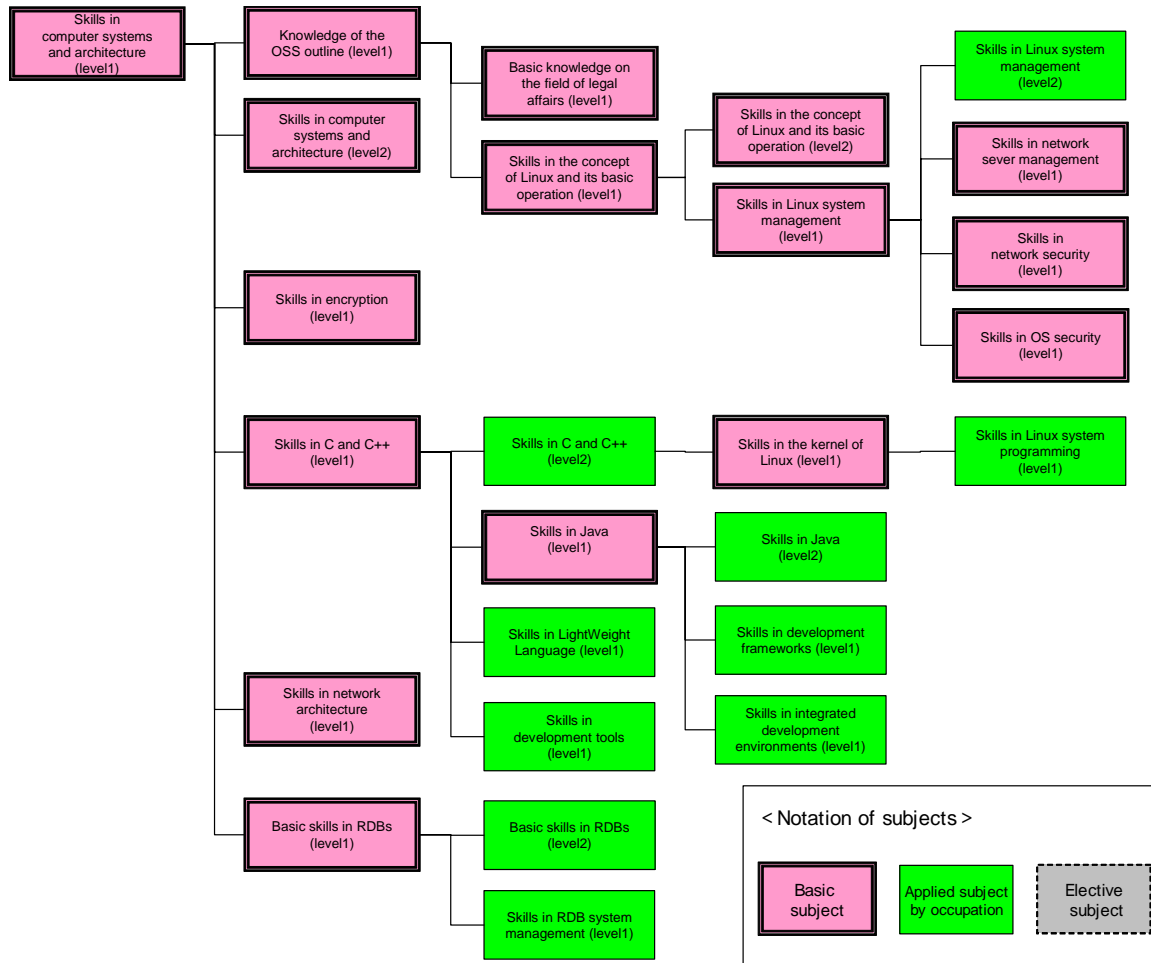 Skills in
computer systems
and architecture
(level1)
Knowledge of the
OSS outline (level1)
Skills in computer
systems and
architecture (level2)
Skills in encryption
(level1)
Skills in C and C++
(level1)
Skills in network
architecture
(level1)
Basic skills in RDBs
(level1)
Basic knowledge on
the field of legal
affairs (level1)
Skills in the concept
of Linux and its basic
operation (level1)
Skills in C and C++
(level2)
Skills in Java
(level1)
Skills in LightWeight
Language (level1)
Skills in
development tools
(level1)
Basic skills in RDBs
(level2)
Skills in RDB system
management (level1)
Skills in the concept
of Linux and its basic
operation (level2)
Skills in Linux system
management
(level1)
Skills in the kernel of
Linux (level1)
Skills in Java
(level2)
Skills in development
frameworks (level1)
Skills in integrated
development
environments (level1)
Skills in Linux system
management
(level2)
Skills in network
sever management
(level1)
Skills in
network security
(level1)
Skills in OS security
(level1)
Skills in Linux system
programming
(level1)
< Notation of subjects >
Basic
subject
Applied subject
by occupation
Elective
subject